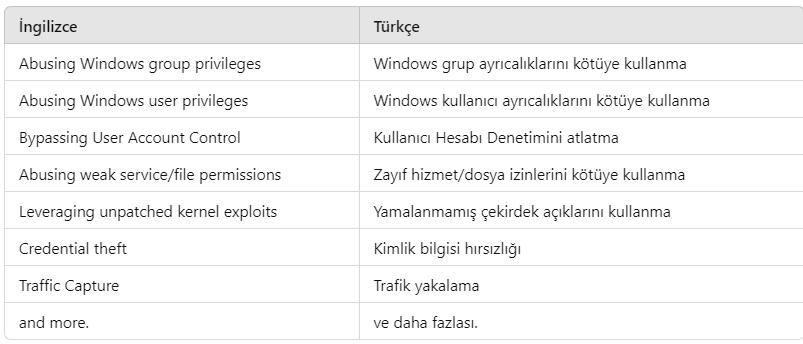 İngilizce Türkçe
Abusing Windows group privileges Windows grup ayrıcalıklarını kötüye kullanma
Abusing Windows user privileges Windows kullanıcı ayrıcalıklarını kötüye kullanma
Bypassing User Account Control Kullanıcı Hesabı Denetimini atlatma
Abusing weak service/file permissions Zayıf hizmet/dosya izinlerini kötüye kullanma
Leveraging unpatched kernel exploits Yamalanmamış çekirdek açıklarını kullanma
Credential theft Kimlik bilgisi hırsızlığı
Traffic Capture Trafik yakalama
and more. ve daha fazlası.